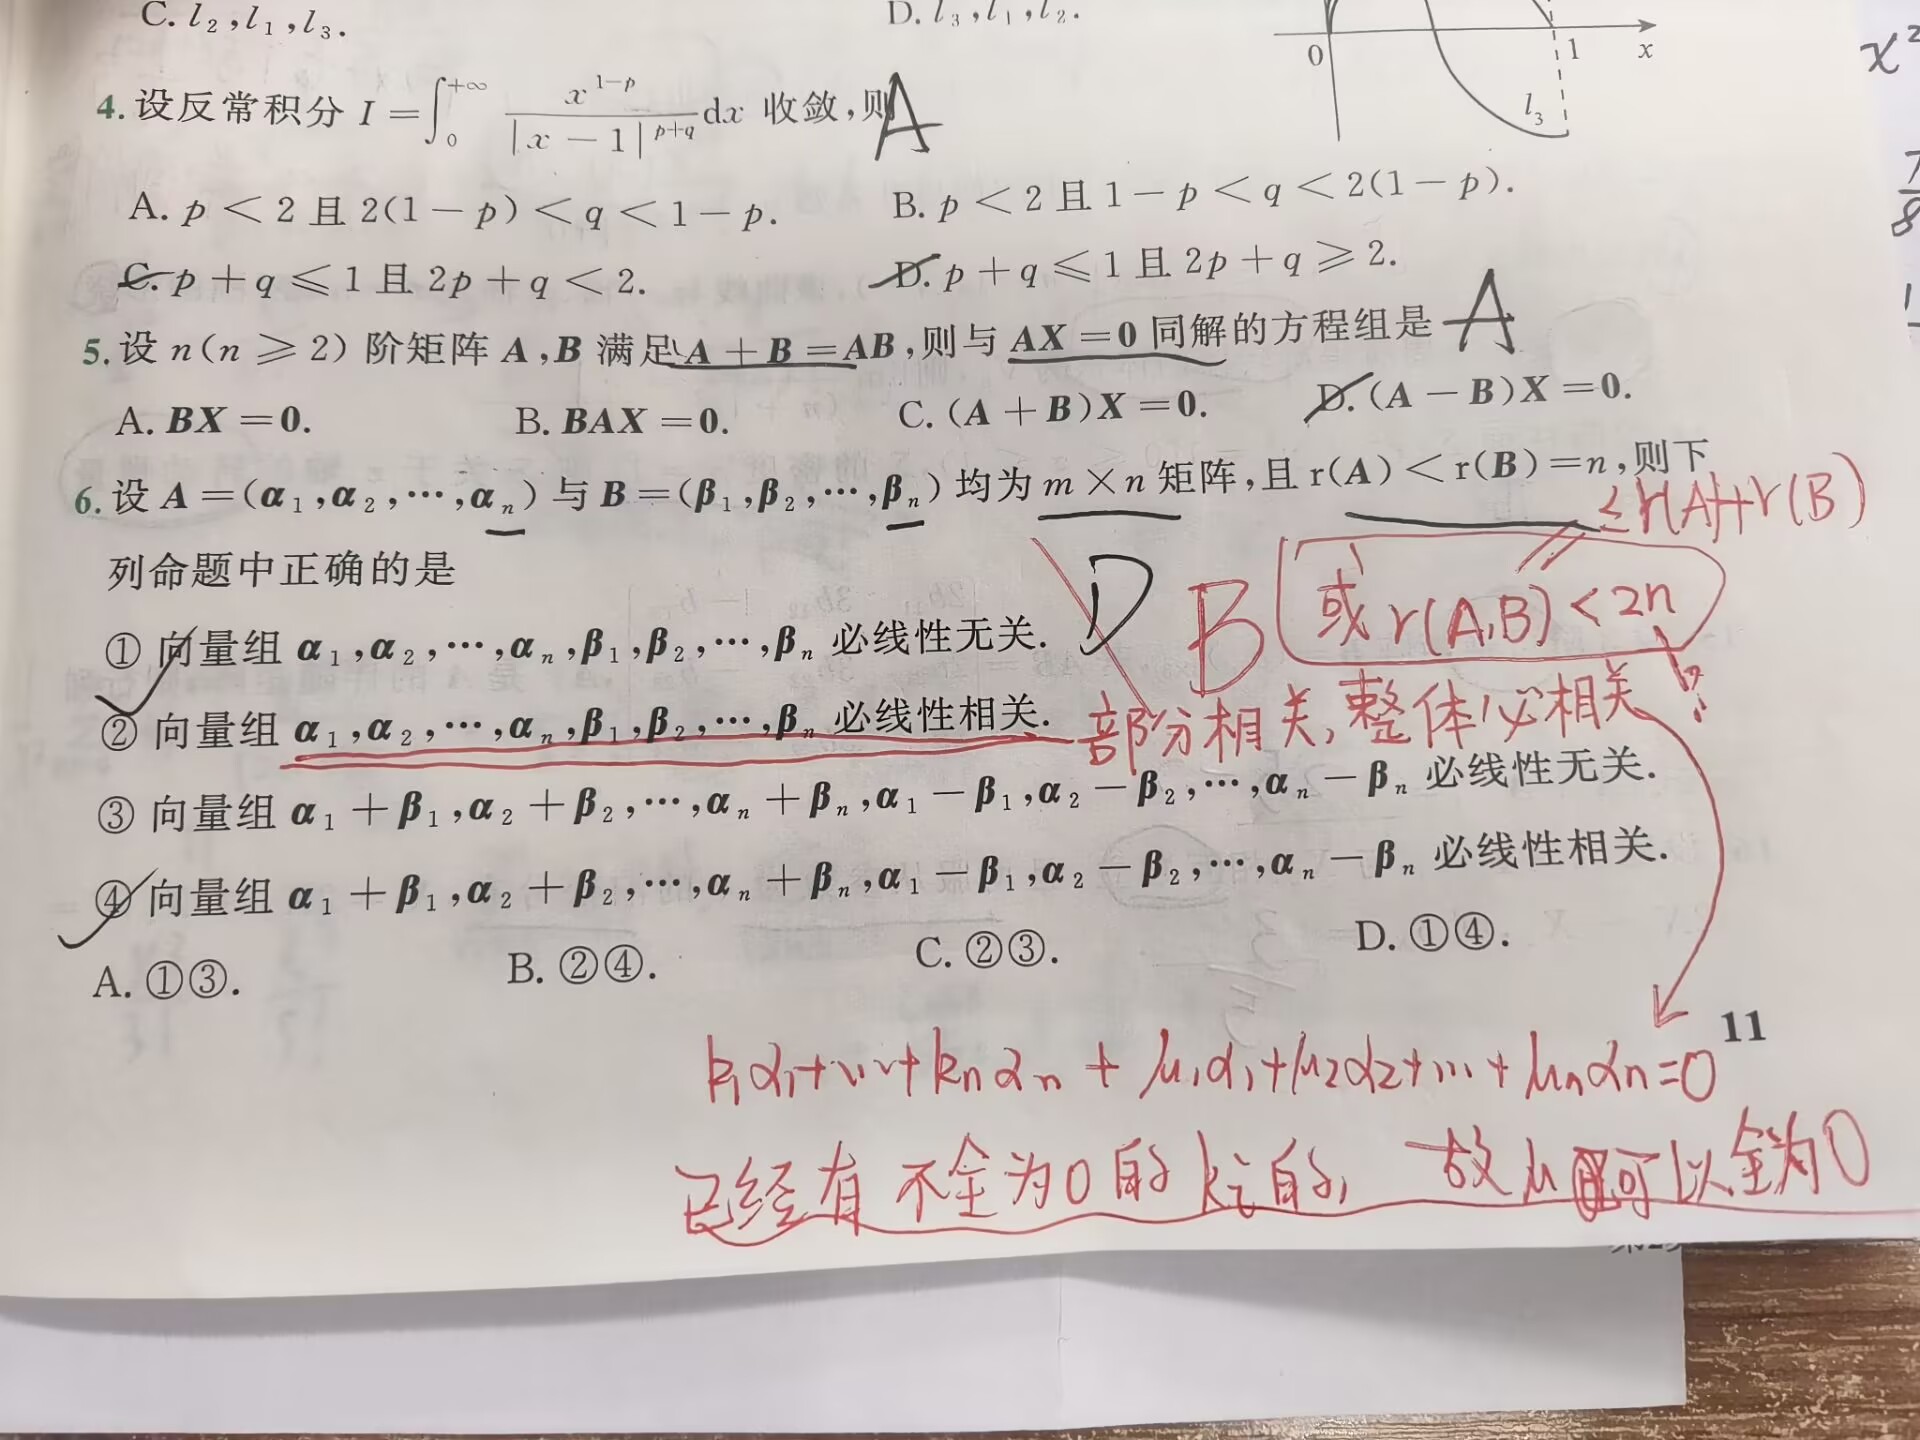 C. l₂,l₁,l₃.
D. l₃,l₁,l₂.
0 1 x
l₃
x²
4. 设反常积分 I = ∫₀^{+∞} x^{1-p} / |x-1|^{p+q} dx 收敛,则 A
7/8
A. p < 2 且 2(1-p) < q < 1-p.
B. p < 2 且 1-p < q < 2(1-p).
C. p+q ⩽ 1 且 2p+q < 2.
D. p+q ⩽ 1 且 2p+q ⩾ 2.
5. 设 n(n ⩾ 2) 阶矩阵 A,B 满足 A + B = AB,则与 AX = 0 同解的方程组是 A
A. BX = 0.
B. BAX = 0.
C. (A + B)X = 0.
D. (A - B)X = 0.
6. 设 A = (α₁,α₂,⋯,αₙ) 与 B = (β₁,β₂,⋯,βₙ) 均为 m × n 矩阵,且 r(A) < r(B) = n,则下
≤ r(A)+r(B)
列命题中正确的是
D B 或 r(A,B) < 2n
① 向量组 α₁,α₂,⋯,αₙ,β₁,β₂,⋯,βₙ 必线性无关.
② 向量组 α₁,α₂,⋯,αₙ,β₁,β₂,⋯,βₙ 必线性相关.
部分相关,整体必相关
③ 向量组 α₁ + β₁,α₂ + β₂,⋯,αₙ + βₙ,α₁ - β₁,α₂ - β₂,⋯,αₙ - βₙ 必线性无关.
④ 向量组 α₁ + β₁,α₂ + β₂,⋯,αₙ + βₙ,α₁ - β₁,α₂ - β₂,⋯,αₙ - βₙ 必线性相关.
A. ①③.
B. ②④.
C. ②③.
D. ①④.
11
k₁α₁+⋯+kₙαₙ + μ₁α₁+μ₂α₂+⋯+μₙαₙ=0
已经有不全为0的kᵢ的, 故μ可以全为0